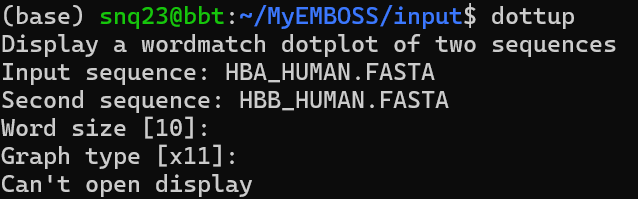 (base) snq23@bbt:~/MyEMBOSS/input$ dottup
Display a wordmatch dotplot of two sequences
Input sequence: HBA_HUMAN.FASTA
Second sequence: HBB_HUMAN.FASTA
Word size [10]:
Graph type [x11]:
Can't open display